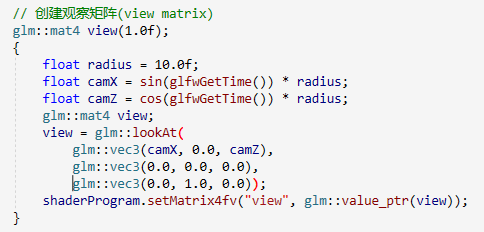 // 创建观察矩阵(view matrix)
glm::mat4 view(1.0f);
{
    float radius = 10.0f;
    float camX = sin(glfwGetTime()) * radius;
    float camZ = cos(glfwGetTime()) * radius;
    glm::mat4 view;
    view = glm::lookAt(
        glm::vec3(camX, 0.0, camZ),
        glm::vec3(0.0, 0.0, 0.0),
        glm::vec3(0.0, 1.0, 0.0));
    shaderProgram.setMatrix4fv("view", glm::value_ptr(view));
}